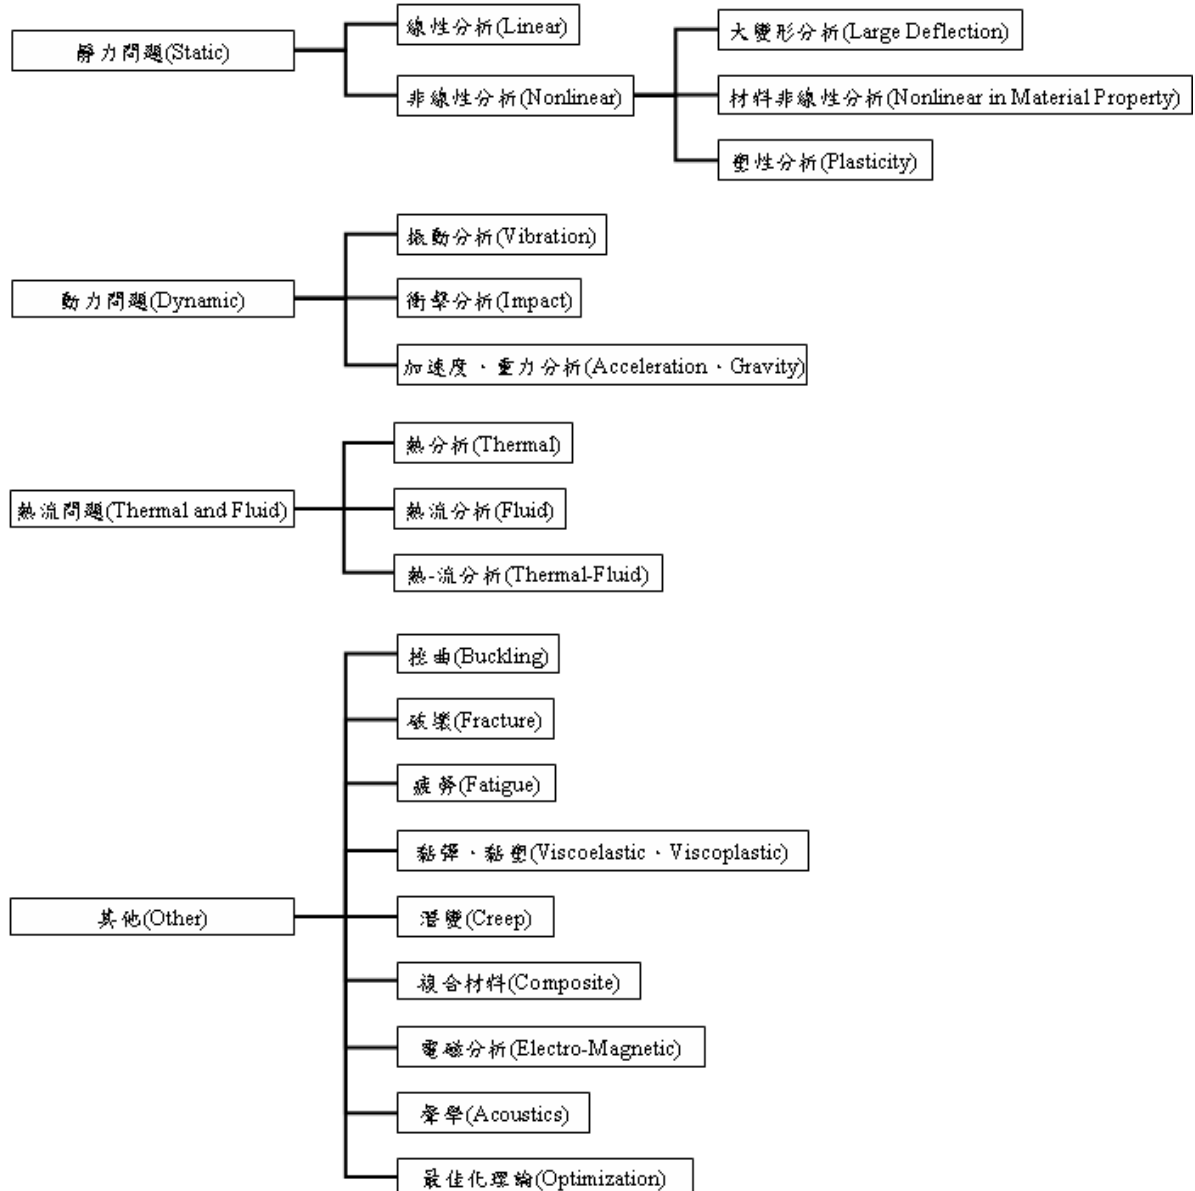 線性分析(Linear)
大變形分析(Large Deflection)
靜力問題(Static)
非線性分析(Nonlinear)
材料非線性分析(Nonlinear in Material Property)
塑性分析(Plasticity)
振動分析(Vibration)
動力問題(Dynamic)
衝擊分析(Impact)
加速度、重力分析(Acceleration、Gravity)
熱分析(Thermal)
熱流問題(Thermal and Fluid)
熱流分析(Fluid)
熱-流分析(Thermal-Fluid)
挫曲(Buckling)
破壞(Fracture)
疲勞(Fatigue)
黏彈、黏塑(Viscoelastic、Viscoplastic)
其他(Other)
潛變(Creep)
複合材料(Composite)
電磁分析(Electro-Magnetic)
聲學(Acoustics)
最佳化理論(Optimization)